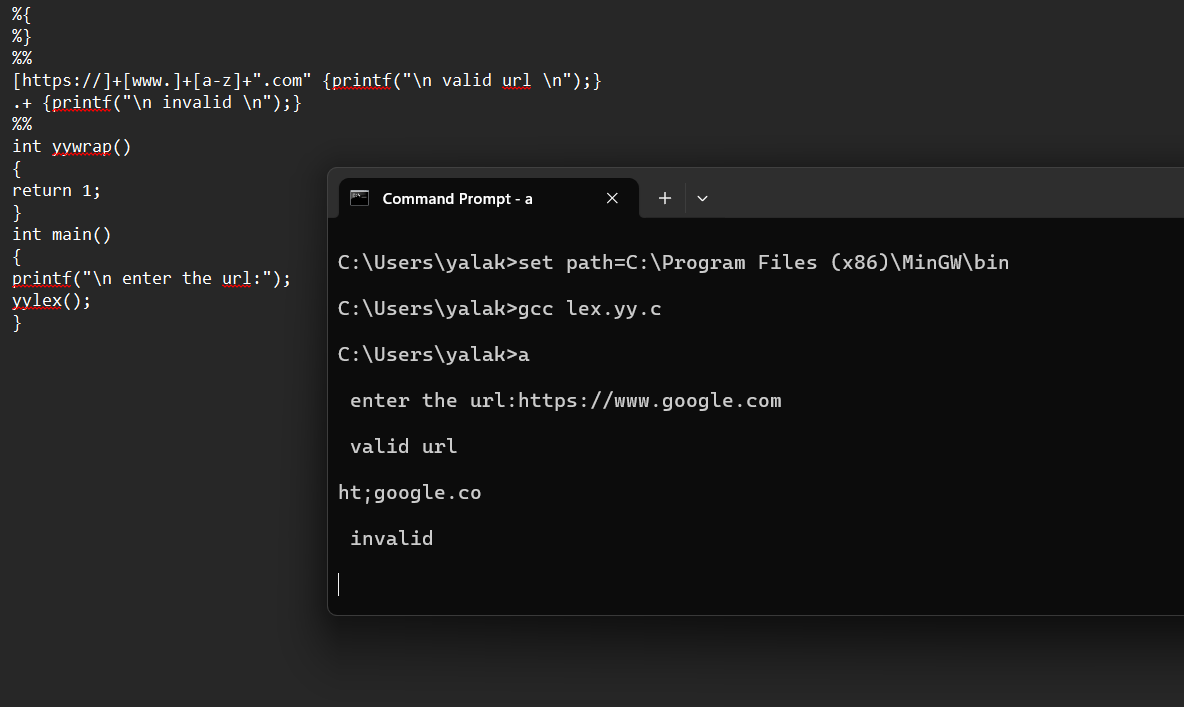 %{
%}
%%
[https://]+[www.]+[a-z]+".com" {printf("\n valid url \n");}
.+ {printf("\n invalid \n");}
%%
int yywrap()
{
return 1;
}
int main()
{
printf("\n enter the url:");
yylex();
}
Command Prompt - a
C:\Users\yalak>set path=C:\Program Files (x86)\MinGW\bin
C:\Users\yalak>gcc lex.yy.c
C:\Users\yalak>a
enter the url:https://www.google.com
valid url
ht;google.co
invalid